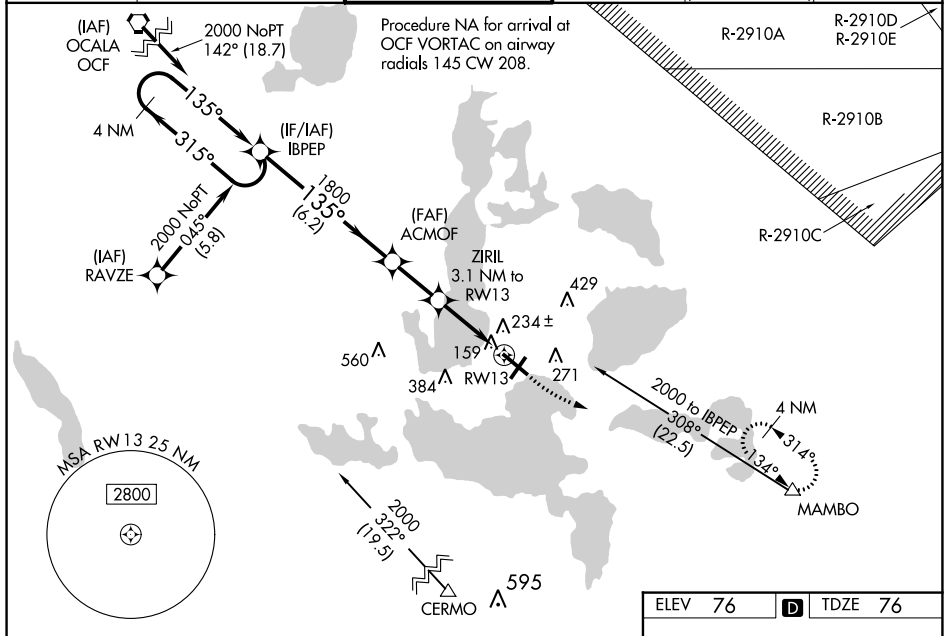 (IAF)
OCALA
OCF
2000 NoPT
142° (18.7)
Procedure NA for arrival at
OCF VORTAC on airway
radials 145 CW 208.
R-2910A
R-2910D
R-2910E
R-2910B
R-2910C
135°
4 NM
315°
(IF/IAF)
IBPEP
2000 NoPT
045°
(5.8)
(IAF)
RAVZE
1800
135°
(6.2)
(FAF)
ACMOF
ZIRIL
3.1 NM to
RW13
429
234 ±
159
560
384
RW13
271
2000 to IBPEP
308°
(22.5)
4 NM
314°
134°
MAMBO
MSA RW 13 25 NM
2800
2000
322°
(19.5)
CERMO
595
ELEV 76 D TDZE 76